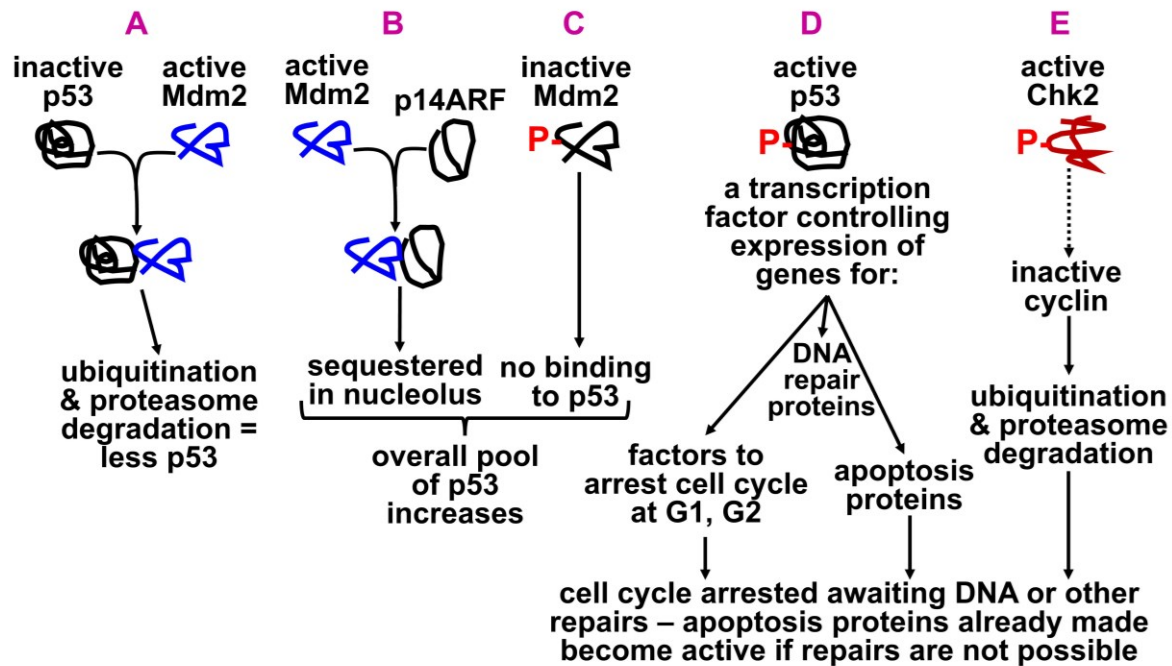 A
inactive
p53
active
Mdm2
ubiquitination
& proteasome
degradation =
less p53
B
active
Mdm2
p14ARF
sequestered
in nucleolus
C
inactive
Mdm2
P-
no binding
to p53
overall pool
of p53
increases
D
active
p53
P-
a transcription
factor controlling
expression of
genes for:
DNA
repair
proteins
factors to
arrest cell cycle
at G1, G2
apoptosis
proteins
E
active
Chk2
P-
inactive
cyclin
ubiquitination
& proteasome
degradation
cell cycle arrested awaiting DNA or other
repairs – apoptosis proteins already made
become active if repairs are not possible